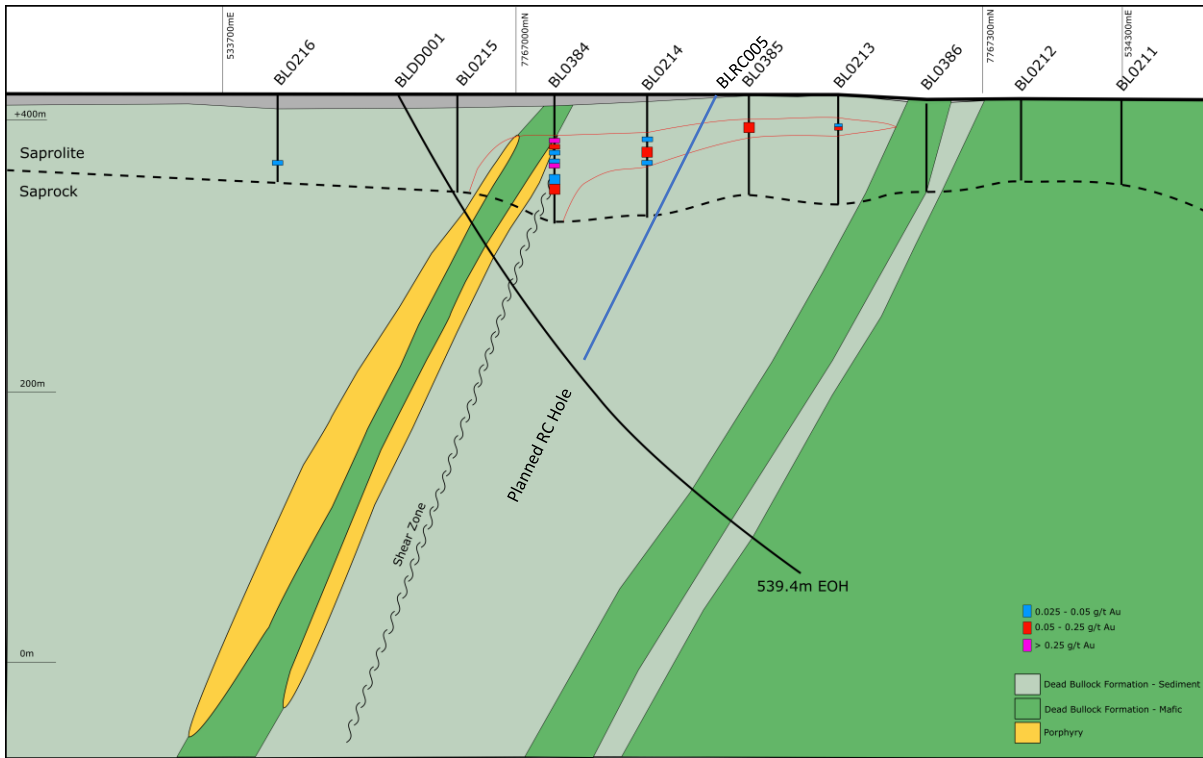 533700mE
7767000mN
7767300mN
534300mE
BL0216
BLDD001
BL0215
BL0384
BL0214
BLRC005
BL0385
BL0213
BL0386
BL0212
BL0211
+400m
Saprolite
Saprock
200m
Planned RC Hole
Shear Zone
539.4m EOH
0.025 - 0.05 g/t Au
0.05 - 0.25 g/t Au
> 0.25 g/t Au
0m
Dead Bullock Formation - Sediment
Dead Bullock Formation - Mafic
Porphyry